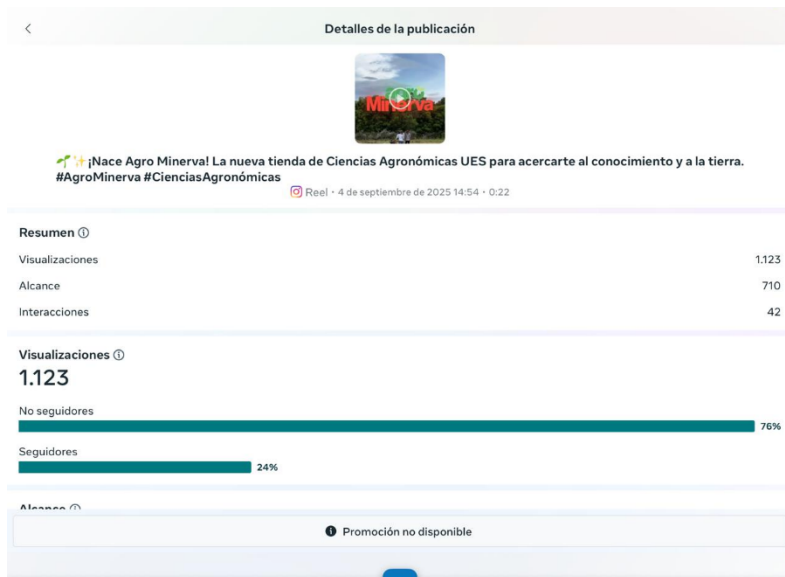 Detalles de la publicación
Minerva
🌱✨¡Nace Agro Minerva! La nueva tienda de Ciencias Agronómicas UES para acercarte al conocimiento y a la tierra.
#AgroMinerva #CienciasAgronómicas
Reel · 4 de septiembre de 2025 14:54 · 0:22
Resumen
Visualizaciones 1.123
Alcance 710
Interacciones 42
Visualizaciones
1.123
No seguidores
76%
Seguidores
24%
Alcance
Promoción no disponible